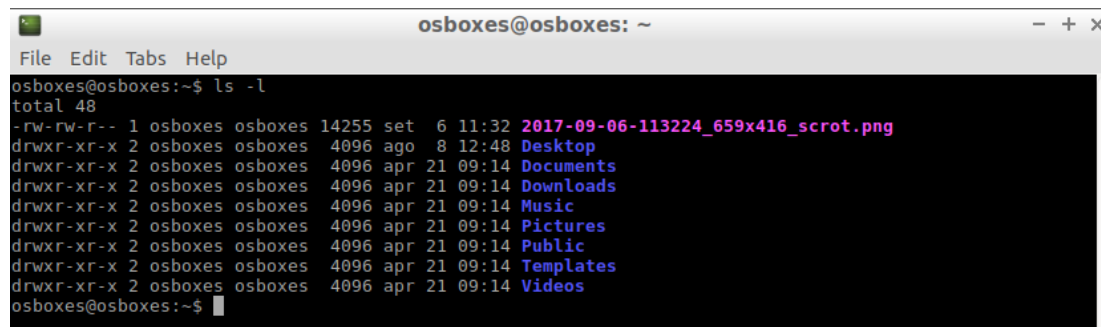 osboxes@osboxes: ~
File Edit Tabs Help
osboxes@osboxes:~$ ls -l
total 48
-rw-rw-r-- 1 osboxes osboxes 14255 set  6 11:32 2017-09-06-113224_659x416_scrot.png
drwxr-xr-x 2 osboxes osboxes  4096 ago  8 12:48 Desktop
drwxr-xr-x 2 osboxes osboxes  4096 apr 21 09:14 Documents
drwxr-xr-x 2 osboxes osboxes  4096 apr 21 09:14 Downloads
drwxr-xr-x 2 osboxes osboxes  4096 apr 21 09:14 Music
drwxr-xr-x 2 osboxes osboxes  4096 apr 21 09:14 Pictures
drwxr-xr-x 2 osboxes osboxes  4096 apr 21 09:14 Public
drwxr-xr-x 2 osboxes osboxes  4096 apr 21 09:14 Templates
drwxr-xr-x 2 osboxes osboxes  4096 apr 21 09:14 Videos
osboxes@osboxes:~$